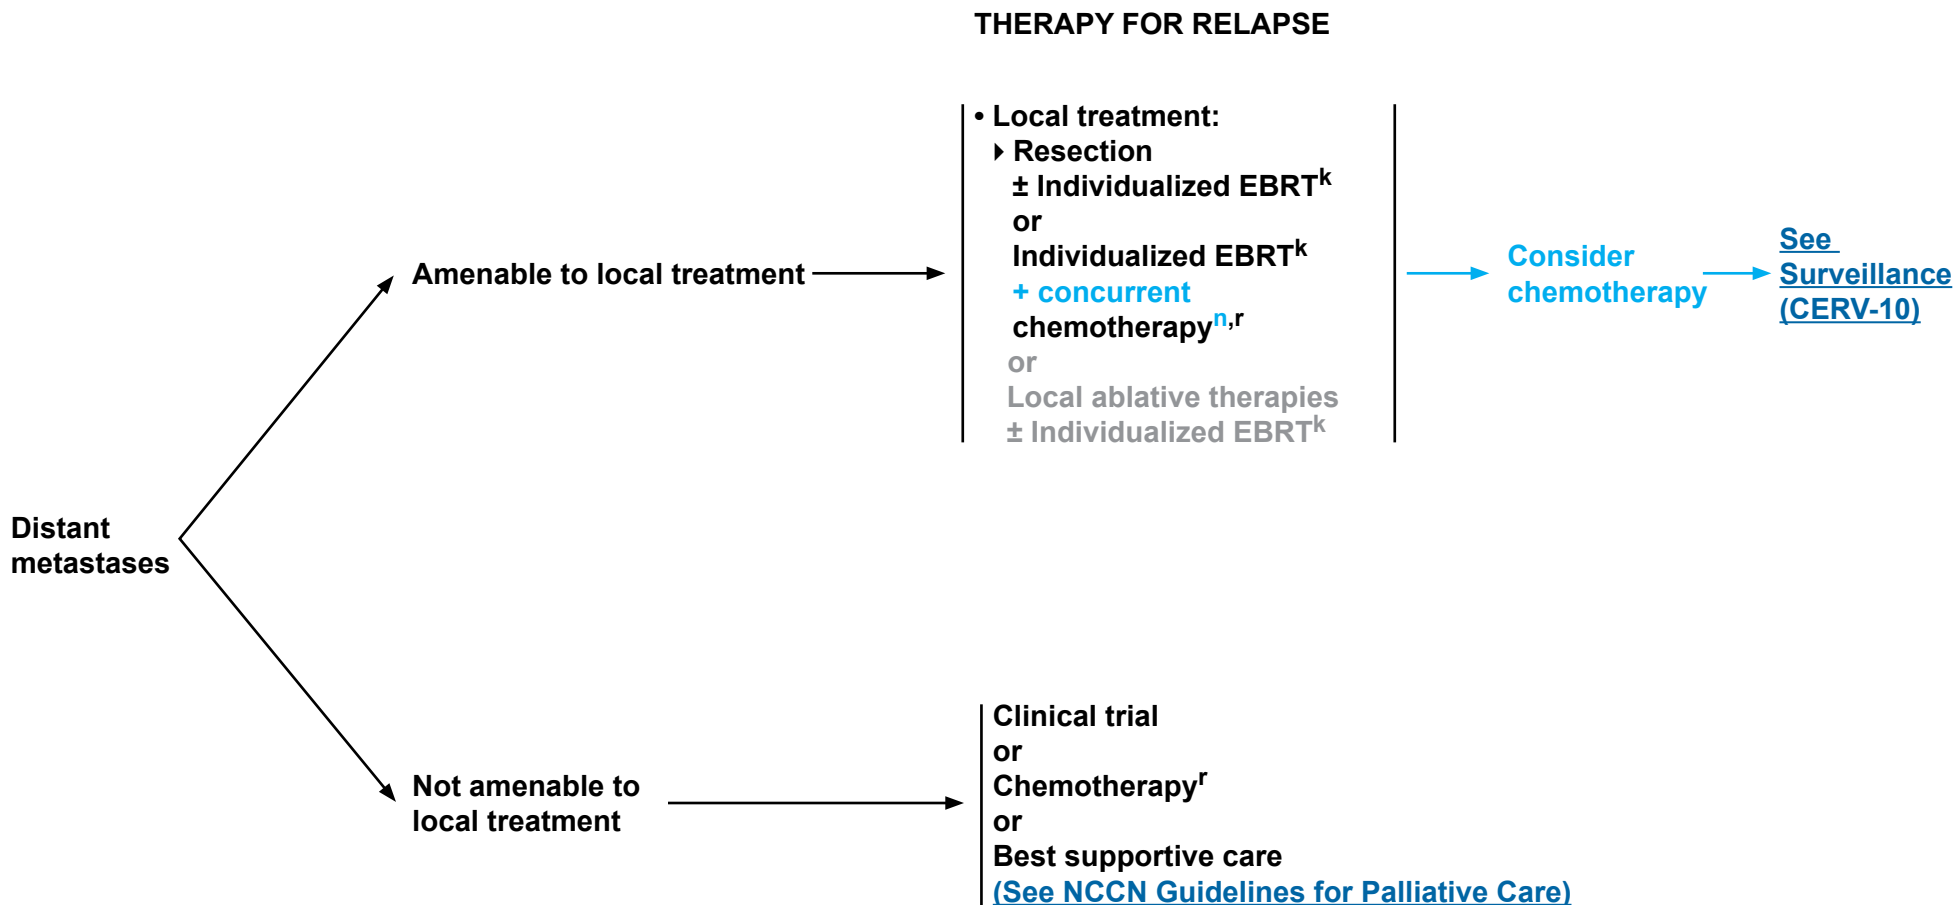 THERAPY FOR RELAPSE
• Local treatment:
▸ Resection
± Individualized EBRTᵏ
or
Individualized EBRTᵏ
+ concurrent
chemotherapyⁿ,ʳ
or
Local ablative therapies
± Individualized EBRTᵏ
Amenable to local treatment
Consider
chemotherapy
See
Surveillance
(CERV-10)
Distant
metastases
Not amenable to
local treatment
Clinical trial
or
Chemotherapyʳ
or
Best supportive care
(See NCCN Guidelines for Palliative Care)